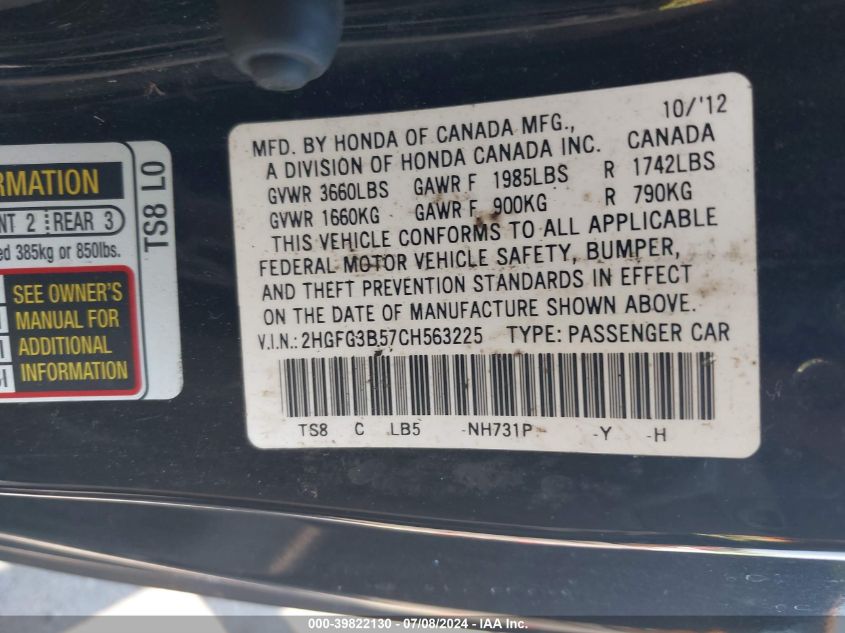 RMATION
NT 2 REAR 3
ed 385kg or 850lbs.
SEE OWNER'S
MANUAL FOR
ADDITIONAL
INFORMATION
TS8 L0
10/'12
MFD. BY HONDA OF CANADA MFG.,
A DIVISION OF HONDA CANADA INC. CANADA
GVWR 3660LBS GAWR F 1985LBS R 1742LBS
GVWR 1660KG GAWR F 900KG R 790KG
THIS VEHICLE CONFORMS TO ALL APPLICABLE
FEDERAL MOTOR VEHICLE SAFETY, BUMPER,
AND THEFT PREVENTION STANDARDS IN EFFECT
ON THE DATE OF MANUFACTURE SHOWN ABOVE.
V.I.N.: 2HGFG3B57CH563225 TYPE: PASSENGER CAR
TS8 C LB5 -NH731P -Y -H
000-39822130 - 07/08/2024 - IAA Inc.